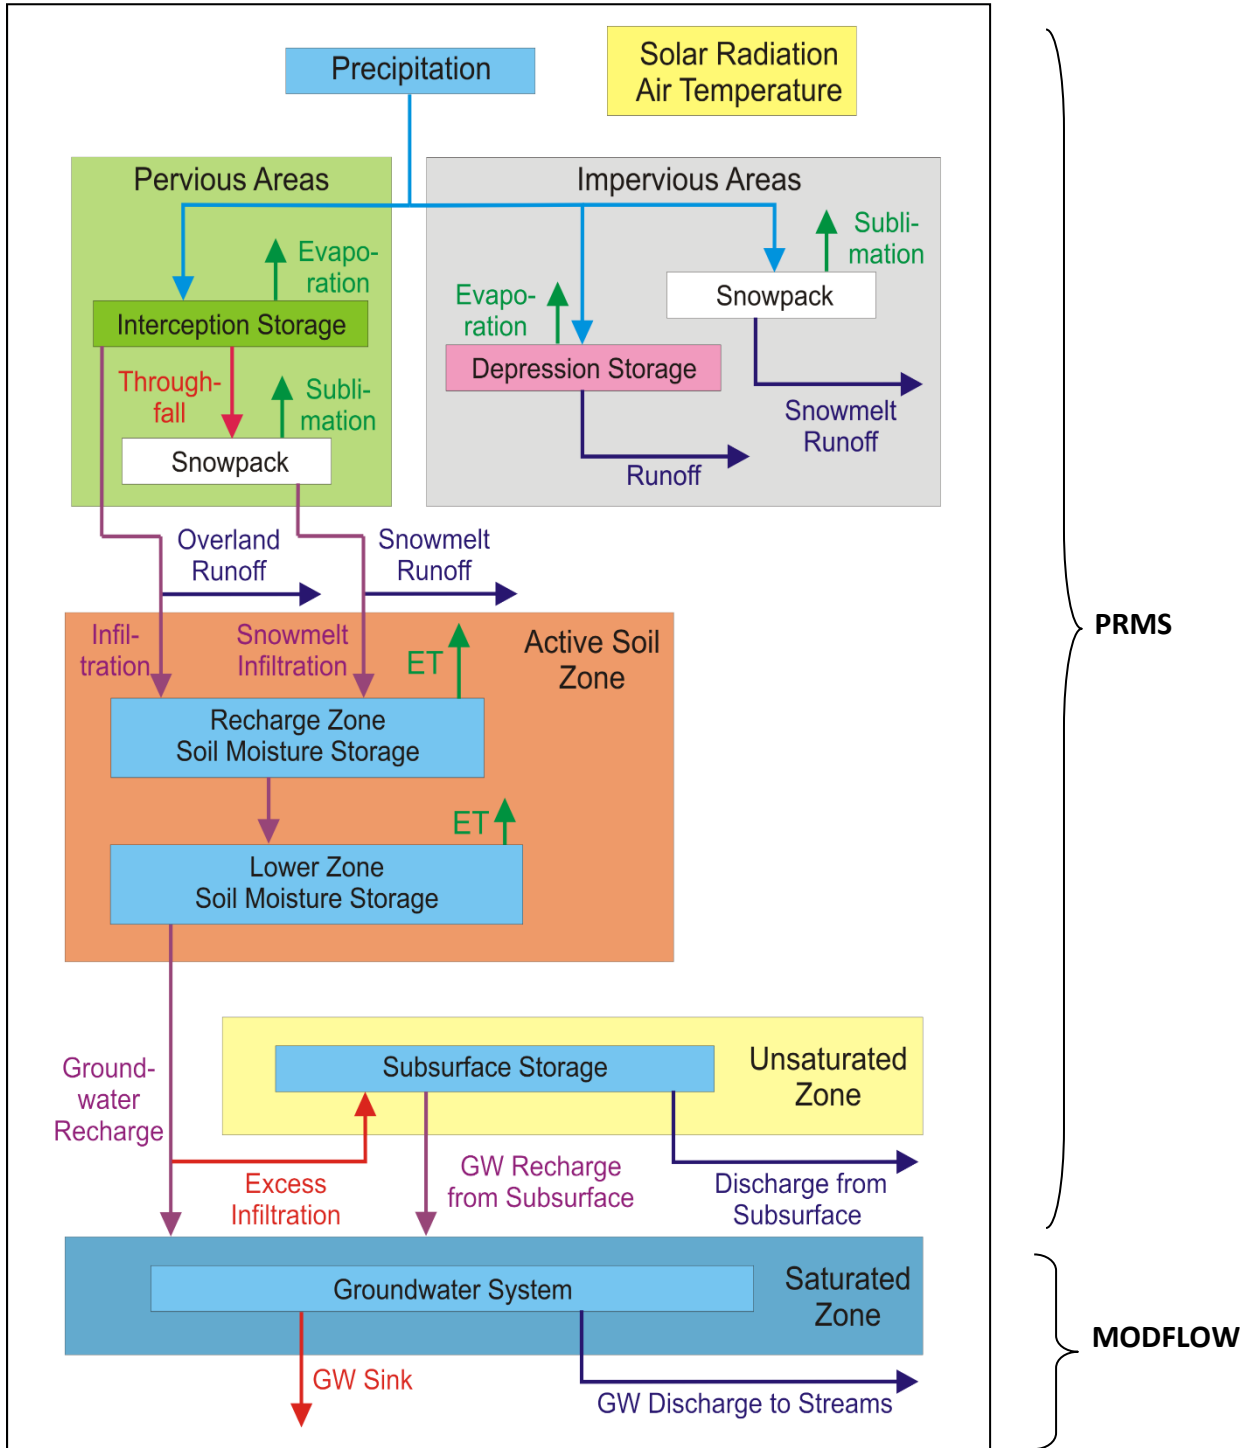 Precipitation
Solar Radiation
Air Temperature
Pervious Areas
Impervious Areas
Evapo-
ration
Interception Storage
Through-
fall
Subli-
mation
Snowpack
Evapo-
ration
Depression Storage
Runoff
Subli-
mation
Snowpack
Snowmelt
Runoff
Overland
Runoff
Snowmelt
Runoff
Infil-
tration
Snowmelt
Infiltration
ET
Active Soil
Zone
Recharge Zone
Soil Moisture Storage
ET
Lower Zone
Soil Moisture Storage
PRMS
Ground-
water
Recharge
Subsurface Storage
Unsaturated
Zone
Excess
Infiltration
GW Recharge
from Subsurface
Discharge from
Subsurface
Groundwater System
Saturated
Zone
GW Sink
GW Discharge to Streams
MODFLOW